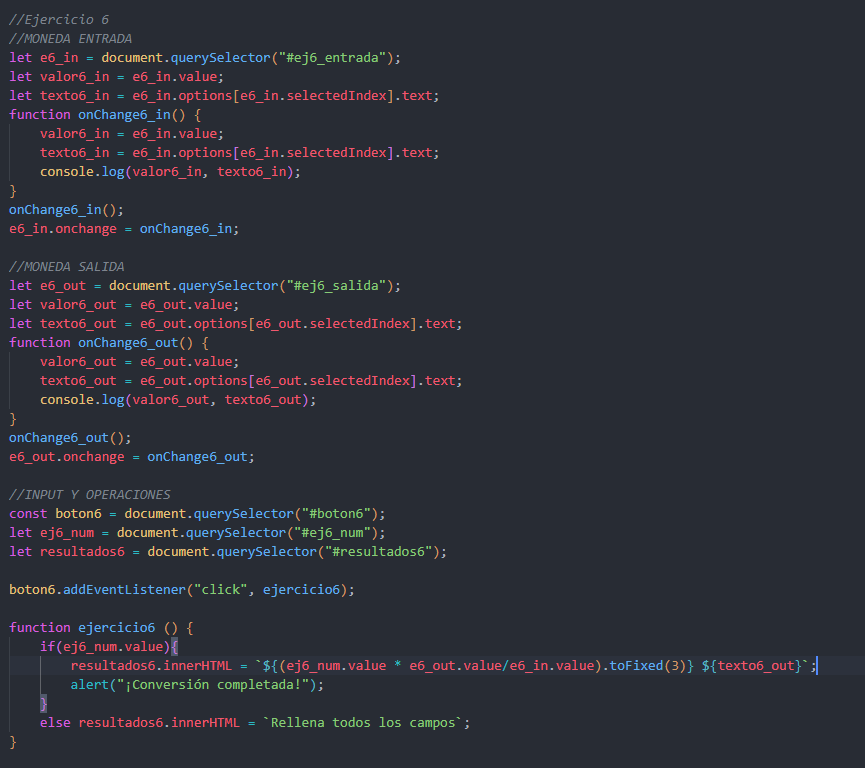 //Ejercicio 6
//MONEDA ENTRADA
let e6_in = document.querySelector("#ej6_entrada");
let valor6_in = e6_in.value;
let texto6_in = e6_in.options[e6_in.selectedIndex].text;
function onChange6_in() {
    valor6_in = e6_in.value;
    texto6_in = e6_in.options[e6_in.selectedIndex].text;
    console.log(valor6_in, texto6_in);
}
onChange6_in();
e6_in.onchange = onChange6_in;

//MONEDA SALIDA
let e6_out = document.querySelector("#ej6_salida");
let valor6_out = e6_out.value;
let texto6_out = e6_out.options[e6_out.selectedIndex].text;
function onChange6_out() {
    valor6_out = e6_out.value;
    texto6_out = e6_out.options[e6_out.selectedIndex].text;
    console.log(valor6_out, texto6_out);
}
onChange6_out();
e6_out.onchange = onChange6_out;

//INPUT Y OPERACIONES
const boton6 = document.querySelector("#boton6");
let ej6_num = document.querySelector("#ej6_num");
let resultados6 = document.querySelector("#resultados6");

boton6.addEventListener("click", ejercicio6);

function ejercicio6 () {
    if(ej6_num.value){
        resultados6.innerHTML = `${(ej6_num.value * e6_out.value/e6_in.value).toFixed(3)} ${texto6_out}`;
        alert("¡Conversión completada!");
    }
    else resultados6.innerHTML = `Rellena todos los campos`;
}